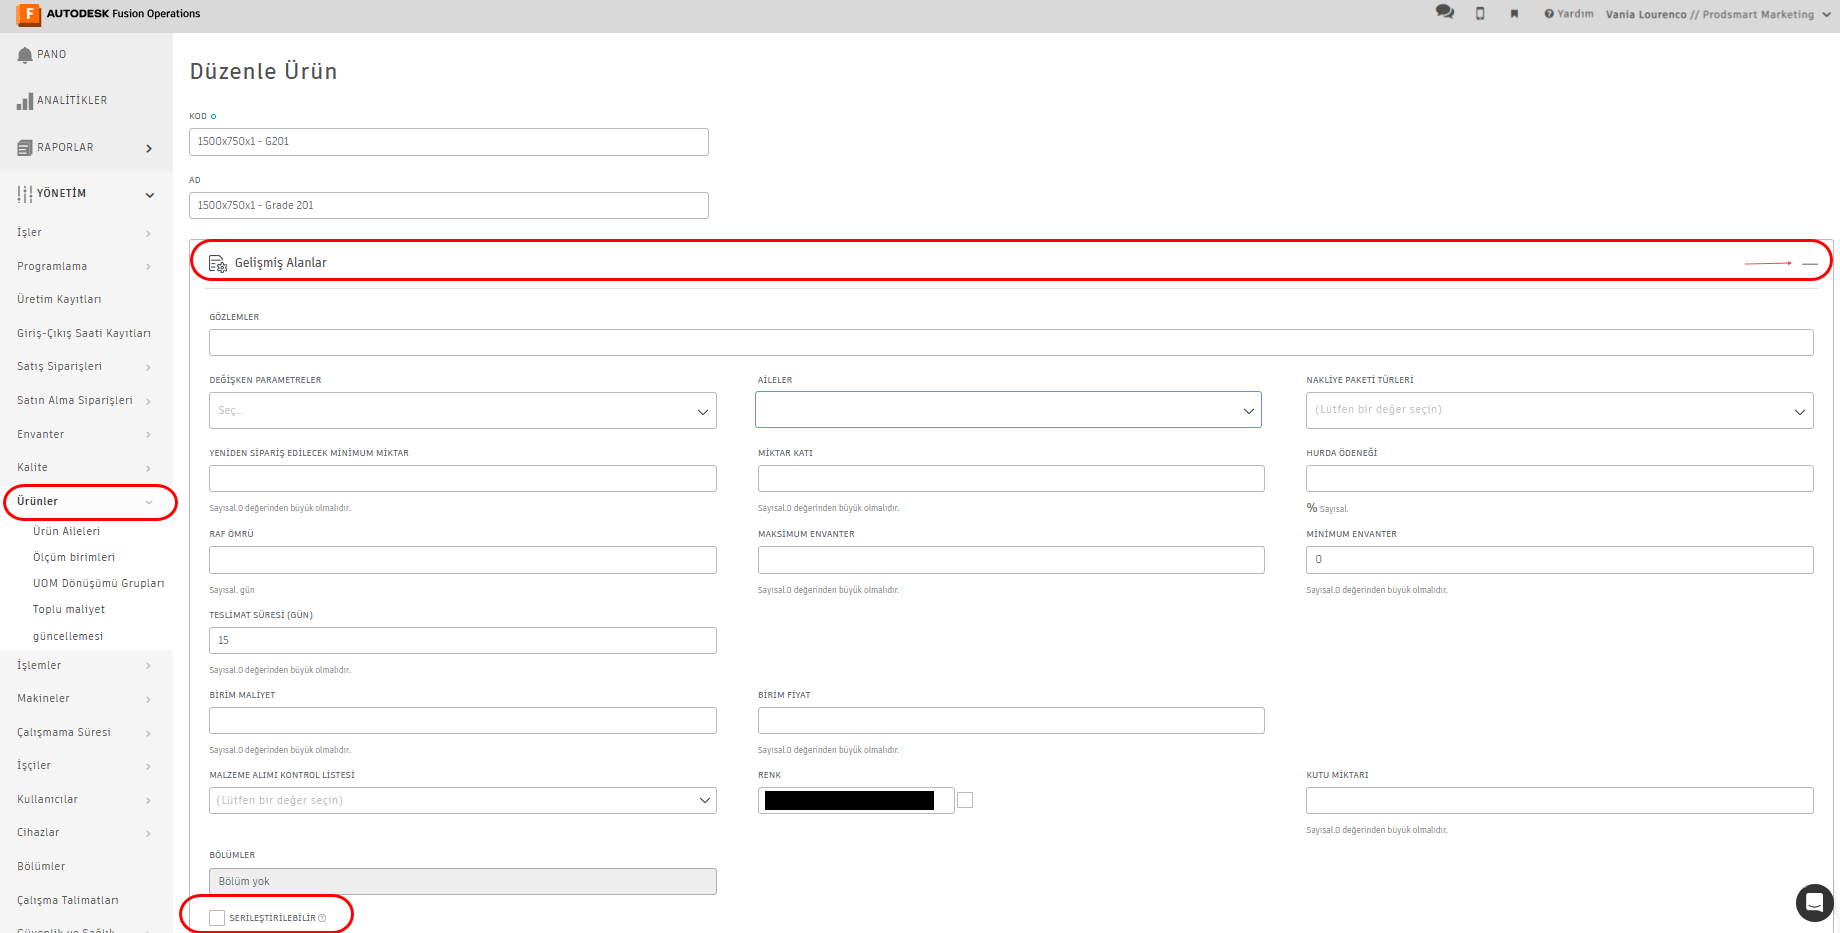 AUTODESK Fusion Operations
Yardım
Vania Lourenco // Prodsmart Marketing
PANO
ANALİTİKLER
RAPORLAR
YÖNETİM
İşler
Programlama
Üretim Kayıtları
Giriş-Çıkış Saati Kayıtları
Satış Siparişleri
Satın Alma Siparişleri
Envanter
Kalite
Ürünler
Ürün Aileleri
Ölçüm birimleri
UOM Dönüşümü Grupları
Toplu maliyet
güncellemesi
İşlemler
Makineler
Çalışmama Süresi
İşçiler
Kullanıcılar
Cihazlar
Bölümler
Çalışma Talimatları
Güvenlik ve Sağlık
Düzenle Ürün
KOD
1500x750x1 - G201
AD
1500x750x1 - Grade 201
Gelişmiş Alanlar
GÖZLEMLER
DEĞİŞKEN PARAMETRELER
AİLELER
NAKLİYE PAKETİ TÜRLERİ
Seç...
(Lütfen bir değer seçin)
YENİDEN SİPARİŞ EDİLECEK MİNİMUM MİKTAR
MİKTAR KATI
HURDA ÖDENEĞİ
Sayısal.0 değerinden büyük olmalıdır.
Sayısal.0 değerinden büyük olmalıdır.
% Sayısal.
RAF ÖMRÜ
MAKSİMUM ENVANTER
MİNİMUM ENVANTER
0
Sayısal. gün
Sayısal.0 değerinden büyük olmalıdır.
Sayısal.0 değerinden büyük olmalıdır.
TESLİMAT SÜRESİ (GÜN)
15
Sayısal.0 değerinden büyük olmalıdır.
BİRİM MALİYET
BİRİM FİYAT
Sayısal.0 değerinden büyük olmalıdır.
Sayısal.0 değerinden büyük olmalıdır.
MALZEME ALIMI KONTROL LİSTESİ
RENK
KUTU MİKTARI
(Lütfen bir değer seçin)
Sayısal.0 değerinden büyük olmalıdır.
BÖLÜMLER
Bölüm yok
SERİLEŞTİRİLEBİLİR